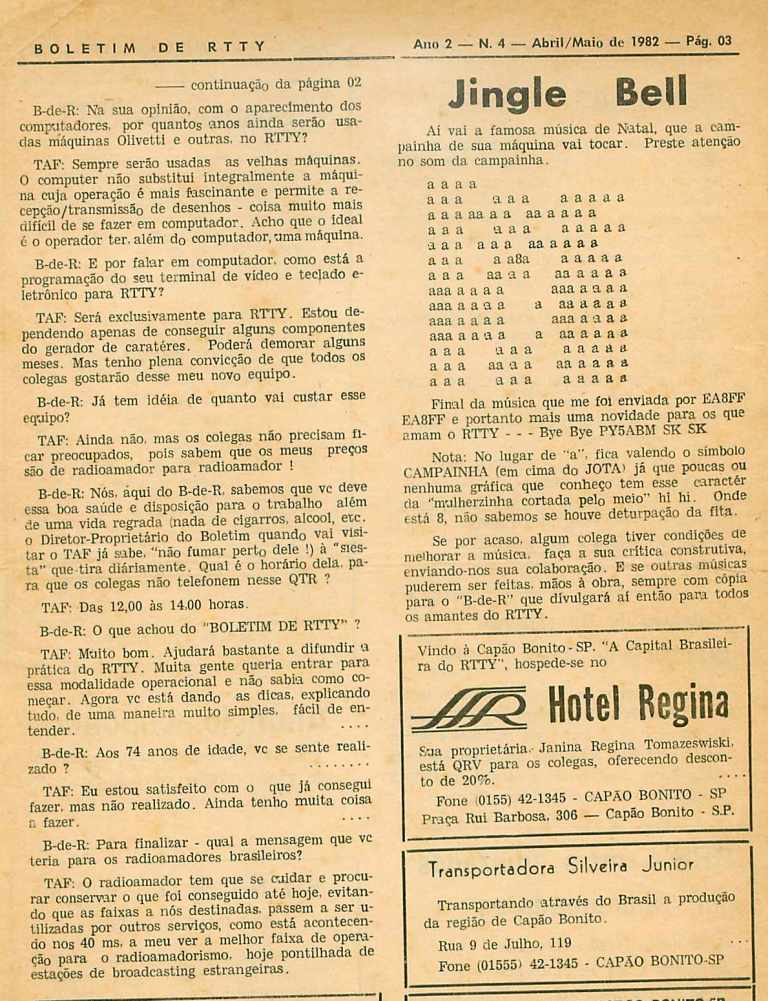 BOLETIM DE RTTY
Ano 2 — N. 4 — Abril/Maio de 1982 — Pág. 03
—— continuação da página 02
B-de-R: Na sua opinião, com o aparecimento dos
computadores, por quantos anos ainda serão usa-
das máquinas Olivetti e outras, no RTTY?
TAF: Sempre serão usadas as velhas máquinas.
O computer não substitui integralmente a máqui-
na cuja operação é mais fascinante e permite a re-
cepção/transmissão de desenhos - coisa muito mais
difícil de se fazer em computador. Acho que o ideal
é o operador ter, além do computador, uma máquina.
B-de-R: E por falar em computador, como está a
programação do seu terminal de vídeo e teclado e-
letrônico para RTTY?
TAF: Será exclusivamente para RTTY. Estou de-
pendendo apenas de conseguir alguns componentes
do gerador de caratéres. Poderá demorar alguns
meses. Mas tenho plena convicção de que todos os
colegas gostarão desse meu novo equipo.
B-de-R: Já tem idéia de quanto vai custar esse
equipo?
TAF: Ainda não, mas os colegas não precisam fi-
car preocupados, pois sabem que os meus preços
são de radioamador para radioamador !
B-de-R: Nós, aqui do B-de-R, sabemos que vc deve
essa boa saúde e disposição para o trabalho além
de uma vida regrada (nada de cigarros, alcool, etc.
o Diretor-Proprietário do Boletim quando vai visi-
tar o TAF já sabe, "não fumar perto dele !) à "sies-
ta" que tira diáriamente. Qual é o horário dela, pa-
ra que os colegas não telefonem nesse QTR ?
TAF: Das 12,00 às 14.00 horas.
B-de-R: O que achou do "BOLETIM DE RTTY" ?
TAF: Muito bom. Ajudará bastante a difundir a
prática do RTTY. Muita gente queria entrar para
essa modalidade operacional e não sabia como co-
meçar. Agora vc está dando as dicas, explicando
tudo, de uma maneira muito simples, fácil de en-
tender. ....
B-de-R: Aos 74 anos de idade, vc se sente reali-
zado ? ........
TAF: Eu estou satisfeito com o que já consegui
fazer, mas não realizado. Ainda tenho muita coisa
a fazer. ....
B-de-R: Para finalizar - qual a mensagem que vc
teria para os radioamadores brasileiros?
TAF: O radioamador tem que se cuidar e procu-
rar conservar o que foi conseguido até hoje, evitan-
do que as faixas a nós destinadas, passem a ser u-
tilizadas por outros serviços, como está acontecen-
do nos 40 ms, a meu ver a melhor faixa de opera-
ção para o radioamadorismo, hoje pontilhada de
estações de broadcasting estrangeiras.
Jingle Bell
Aí vai a famosa música de Natal, que a cam-
painha de sua máquina vai tocar. Preste atenção
no som da campainha.
a a a a
a a a a a a a a a a a
a a a aa a a aa a a a a
a a a a a a a a a a a
a a a a a a aa a a a a
a a a a a8a a a a a a
a a a aa a a aa a a a a
aaa a a a a aaa a a a
aaa a a a a a aa a a a a
aaa a a a a aa a a a a
aaa a a a a a aa a a a a
a a a a a a a a a a a
a a a aa a a aa a a a a
a a a a a a a a a a a
Final da música que me foi enviada por EA8FF
EA8FF e portanto mais uma novidade para os que
amam o RTTY - - - Bye Bye PY5ABM SK SK
Nota: No lugar de "a", fica valendo o símbolo
CAMPAINHA (em cima do JOTA) já que poucas ou
nenhuma gráfica que conheço tem esse caractér
da "mulherzinha cortada pelo meio" hi hi. Onde
está 8, não sabemos se houve deturpação da fita.
Se por acaso, algum colega tiver condições de
melhorar a música, faça a sua crítica construtiva,
enviando-nos sua colaboração. E se outras músicas
puderem ser feitas, mãos à obra, sempre com cópia
para o "B-de-R" que divulgará aí então para todos
os amantes do RTTY.
Vindo à Capão Bonito - SP. "A Capital Brasilei-
ra do RTTY", hospede-se no
HR Hotel Regina
Sua proprietária, Janina Regina Tomazeswiski,
está QRV para os colegas, oferecendo descon-
to de 20%. ....
Fone (0155) 42-1345 - CAPÃO BONITO - SP
Praça Rui Barbosa, 306 — Capão Bonito - S.P.
Transportadora Silveira Junior
Transportando através do Brasil a produção
da região de Capão Bonito.
Rua 9 de Julho, 119 ...
Fone (01555) 42-1345 - CAPÃO BONITO-SP